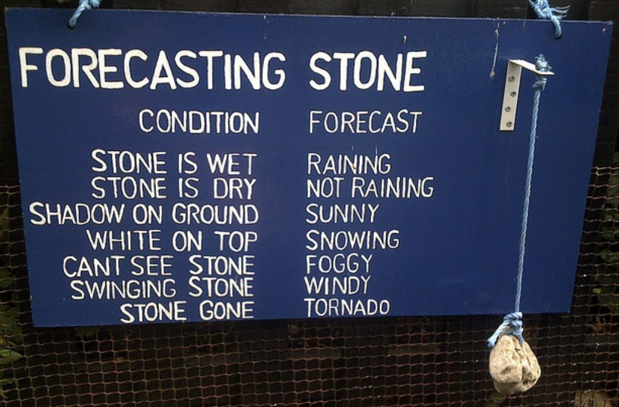 FORECASTING STONE
CONDITION FORECAST
STONE IS WET RAINING
STONE IS DRY NOT RAINING
SHADOW ON GROUND SUNNY
WHITE ON TOP SNOWING
CANT SEE STONE FOGGY
SWINGING STONE WINDY
STONE GONE TORNADO